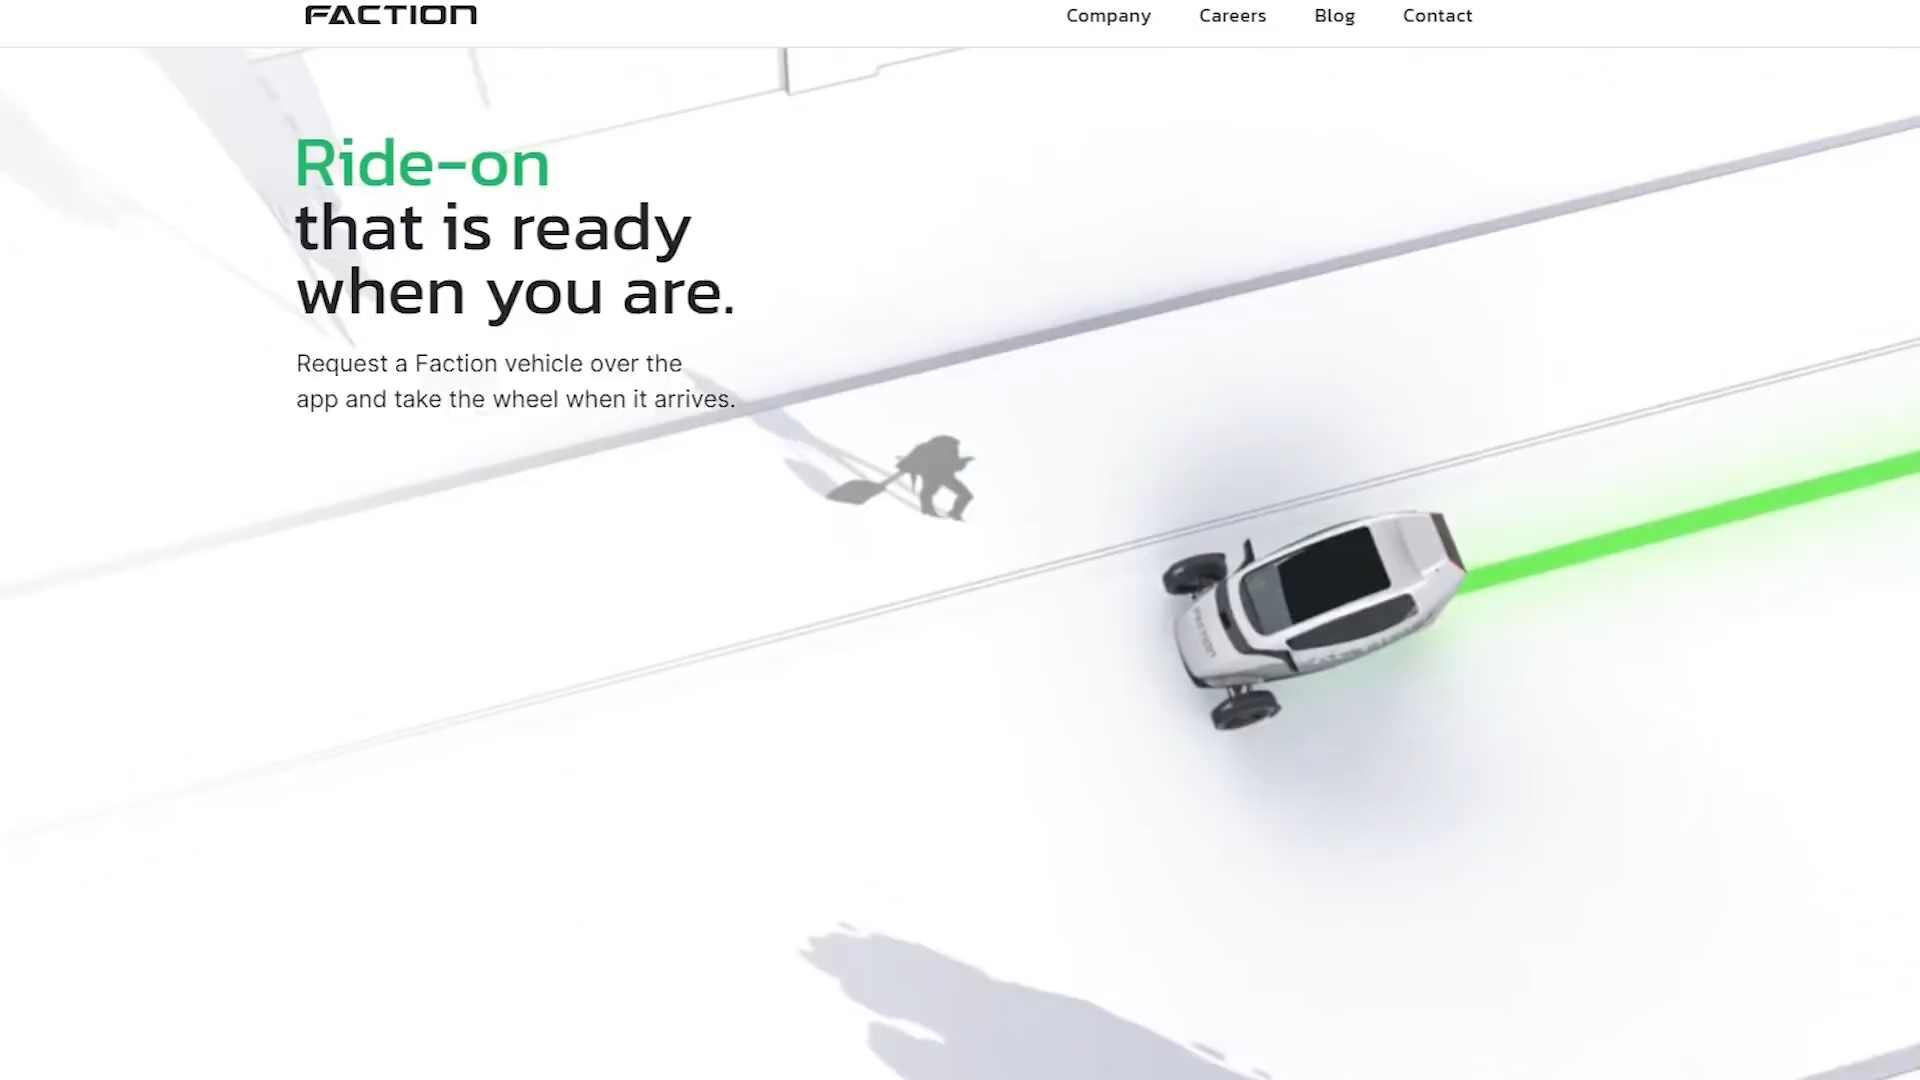 FACTION
Company Careers Blog Contact
Ride-on
that is ready
when you are.
Request a Faction vehicle over the
app and take the wheel when it arrives.
FACTION